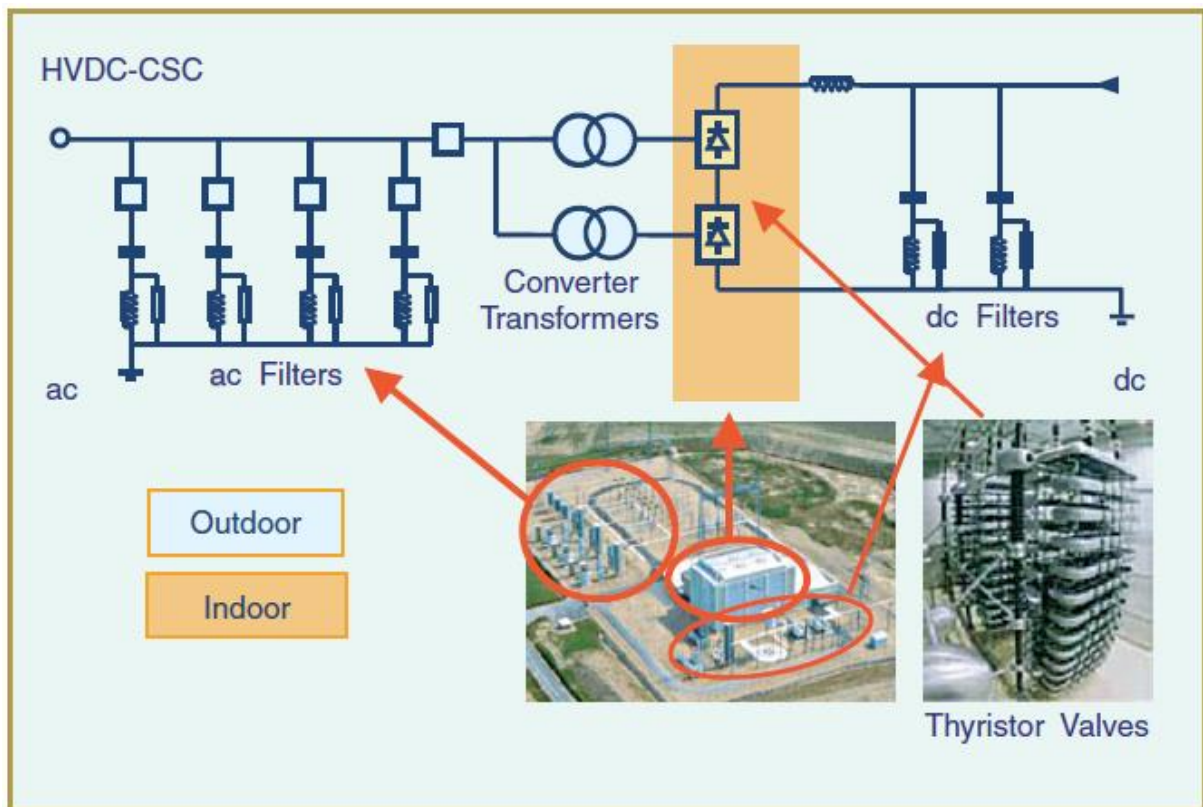 HVDC-CSC
Converter
Transformers
dc Filters
ac Filters
ac
dc
Outdoor
Indoor
Thyristor Valves